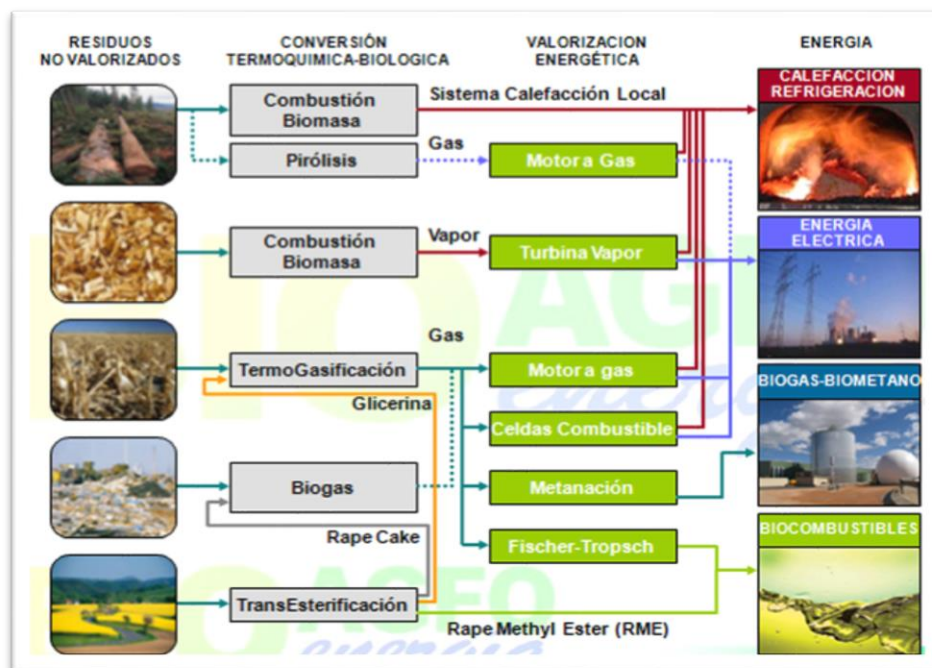 RESIDUOS
NO VALORIZADOS
CONVERSIÓN
TERMOQUIMICA-BIOLOGICA
VALORIZACION
ENERGÉTICA
ENERGIA
Combustión
Biomasa
Sistema Calefacción Local
CALEFACCION
REFRIGERACION
Pirólisis
Gas
Motor a Gas
Combustión
Biomasa
Vapor
Turbina Vapor
ENERGIA
ELECTRICA
TermoGasificación
Gas
Motor a gas
BIOGAS-BIOMETANO
Glicerina
Celdas Combustible
Biogas
Metanación
Rape Cake
Fischer-Tropsch
BIOCOMBUSTIBLES
TransEsterificación
Rape Methyl Ester (RME)